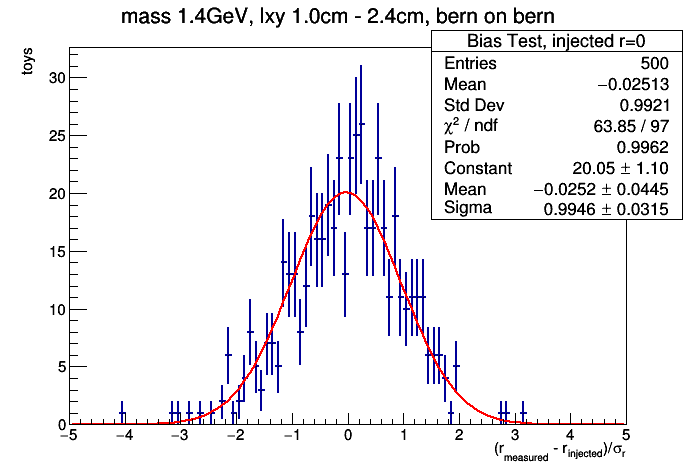 mass 1.4GeV, lxy 1.0cm - 2.4cm, bern on bern
Bias Test, injected r=0
Entries 500
Mean −0.02513
Std Dev 0.9921
χ² / ndf 63.85 / 97
Prob 0.9962
Constant 20.05 ± 1.10
Mean −0.0252 ± 0.0445
Sigma 0.9946 ± 0.0315
toys
30
25
20
15
10
5
0
−5 −4 −3 −2 −1 0 1 2 3 4 5
(r_measured - r_injected)/σ_r